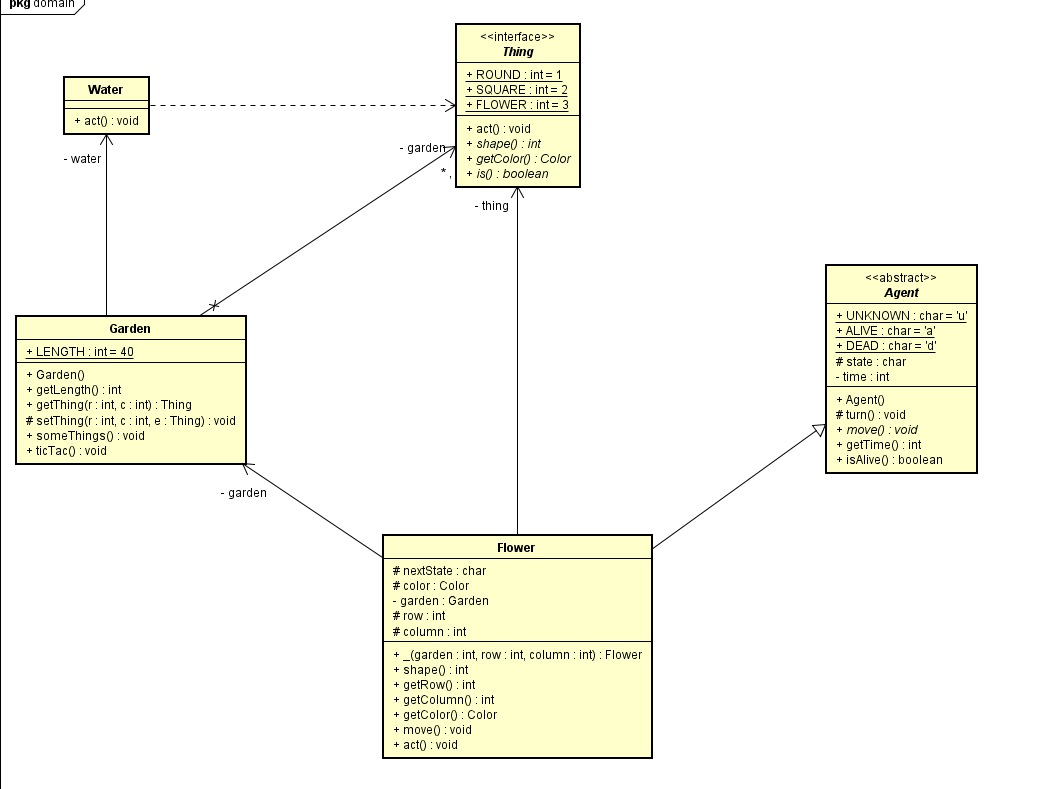 pkg domain
<<interface>>
Thing
+ ROUND : int = 1
+ SQUARE : int = 2
+ FLOWER : int = 3
+ act() : void
+ shape() : int
+ getColor() : Color
+ is() : boolean
Water
+ act() : void
- water
- garden
* ,
- thing
<<abstract>>
Agent
+ UNKNOWN : char = 'u'
+ ALIVE : char = 'a'
+ DEAD : char = 'd'
# state : char
- time : int
+ Agent()
# turn() : void
+ move() : void
+ getTime() : int
+ isAlive() : boolean
Garden
+ LENGTH : int = 40
+ Garden()
+ getLength() : int
+ getThing(r : int, c : int) : Thing
# setThing(r : int, c : int, e : Thing) : void
+ someThings() : void
+ ticTac() : void
- garden
Flower
# nextState : char
# color : Color
- garden : Garden
# row : int
# column : int
+ _(garden : int, row : int, column : int) : Flower
+ shape() : int
+ getRow() : int
+ getColumn() : int
+ getColor() : Color
+ move() : void
+ act() : void